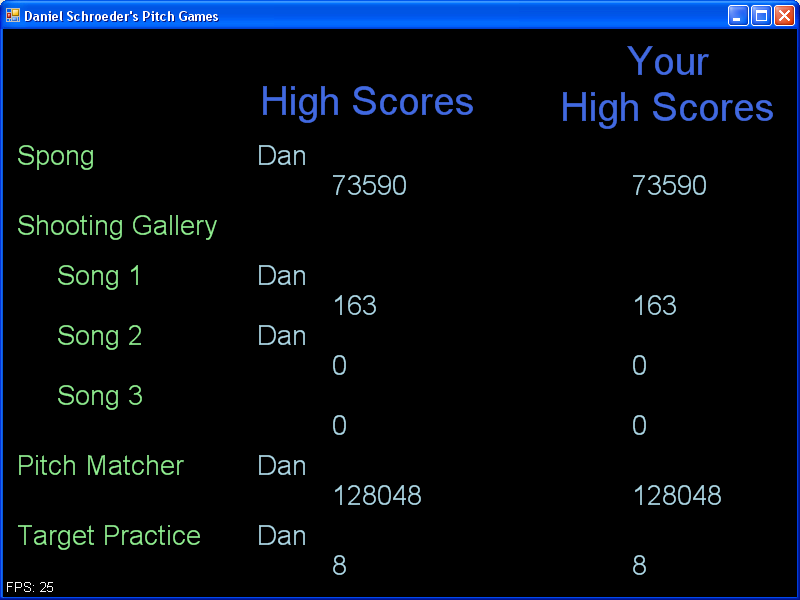 Daniel Schroeder's Pitch Games
Your
High Scores High Scores
Spong Dan
73590 73590
Shooting Gallery
Song 1 Dan
163 163
Song 2 Dan
0 0
Song 3
0 0
Pitch Matcher Dan
128048 128048
Target Practice Dan
8 8
FPS: 25